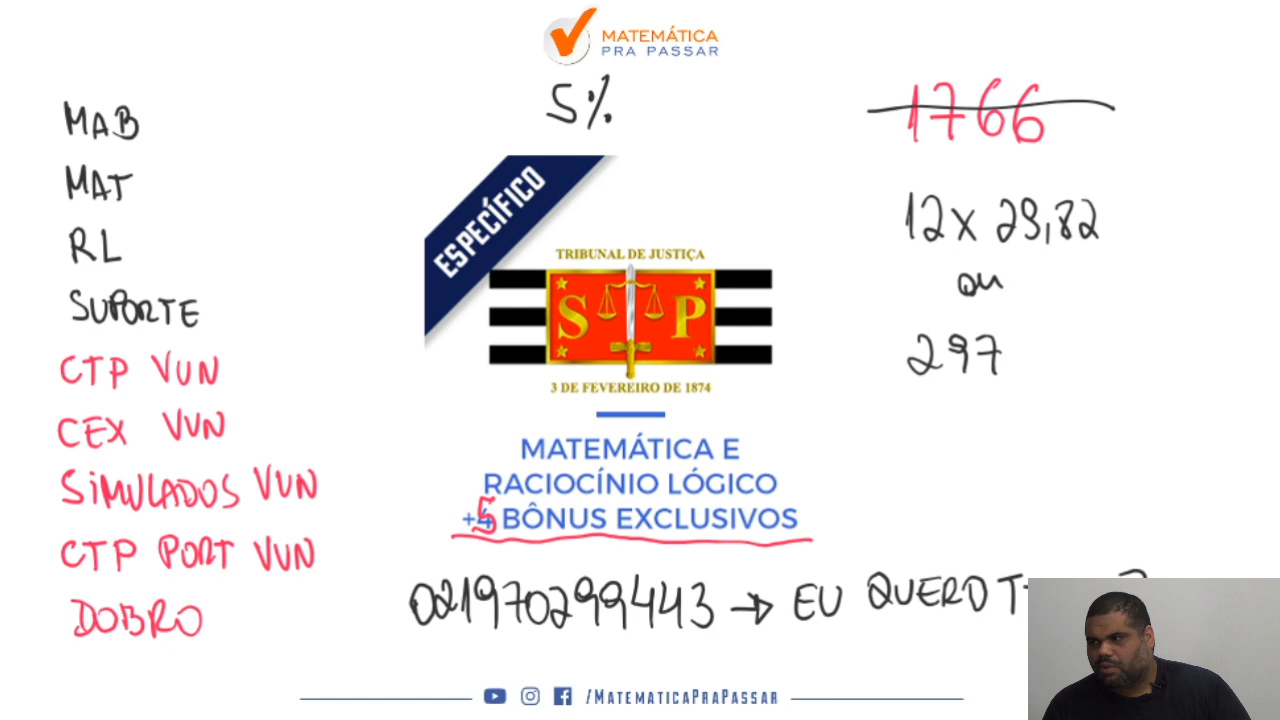 MATEMÁTICA
PRA PASSAR
MAB
MAT
RL
SUPORTE
CTP VUN
CEX VUN
SIMULADOS VUN
CTP PORT VUN
DOBRO
5%
ESPECÍFICO
TRIBUNAL DE JUSTIÇA
S P
3 DE FEVEREIRO DE 1874
MATEMÁTICA E
RACIOCÍNIO LÓGICO
+5 BÔNUS EXCLUSIVOS
1766
12x 29,82
ou
297
021970299443 → EU QUERO
/MATEMATICAPRAPASSAR